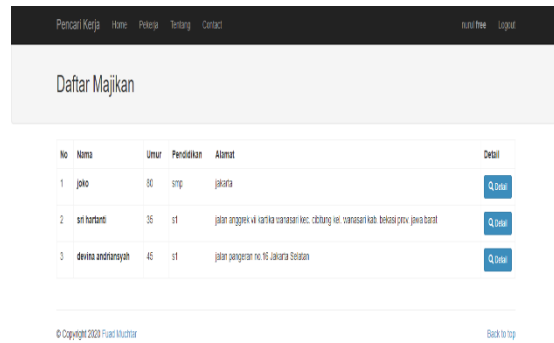 Pencari Kerja Home Pekerja Tentang Contact nurul free Logout
Daftar Majikan
No Nama Umur Pendidikan Alamat Detail
1 joko 80 smp jakarta Detail
2 sri hartanti 35 s1 jalan anggrek vii kartika wanasari kec. cibitung kel. wanasari kab. bekasi prov. jawa barat Detail
3 devina andriansyah 45 s1 jalan pangeran no.16 Jakarta Selatan Detail
© Copyright 2020 Fuad Muchtar Back to top